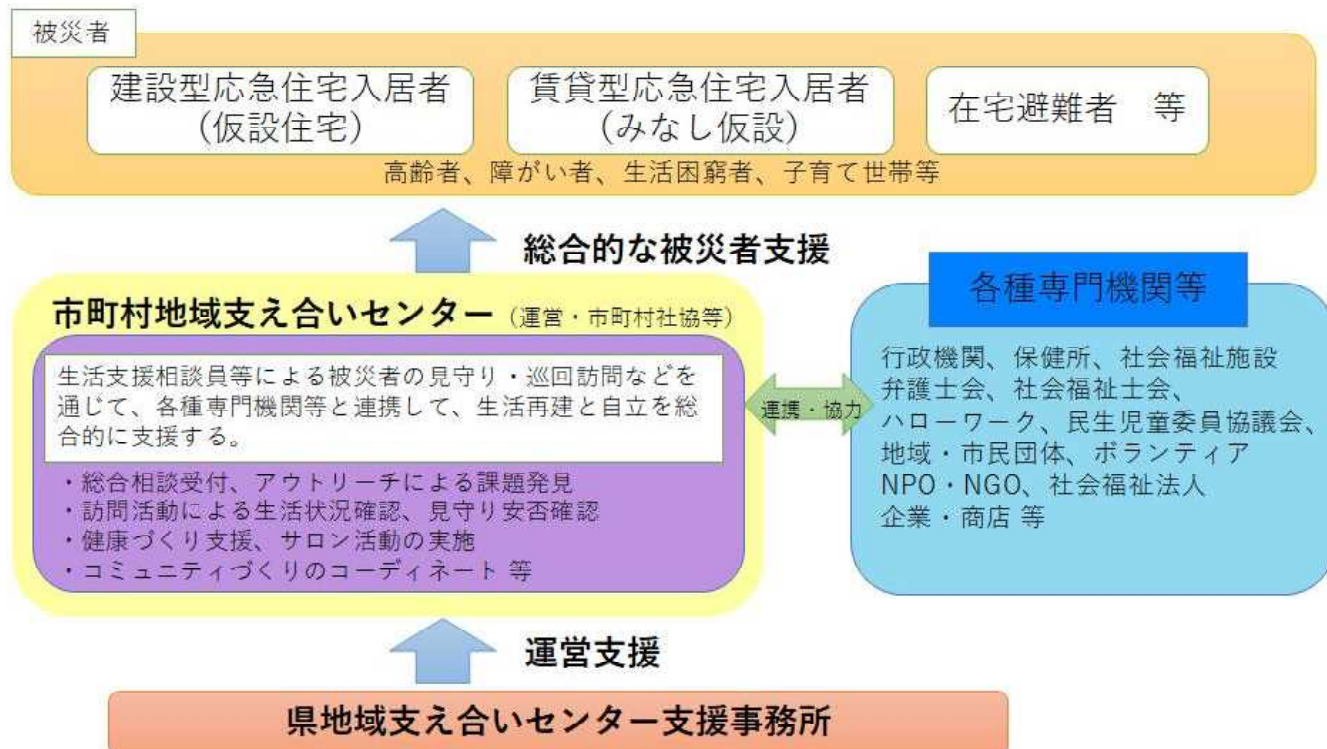 被災者
建設型応急住宅入居者
(仮設住宅)
賃貸型応急住宅入居者
(みなし仮設)
在宅避難者　等
高齢者、障がい者、生活困窮者、子育て世帯等
総合的な被災者支援
市町村地域支え合いセンター（運営・市町村社協等）
生活支援相談員等による被災者の見守り・巡回訪問などを
通じて、各種専門機関等と連携して、生活再建と自立を総
合的に支援する。
・総合相談受付、アウトリーチによる課題発見
・訪問活動による生活状況確認、見守り安否確認
・健康づくり支援、サロン活動の実施
・コミュニティづくりのコーディネート 等
連携・協力
各種専門機関等
行政機関、保健所、社会福祉施設
弁護士会、社会福祉士会、
ハローワーク、民生児童委員協議会、
地域・市民団体、ボランティア
NPO・NGO、社会福祉法人
企業・商店 等
運営支援
県地域支え合いセンター支援事務所